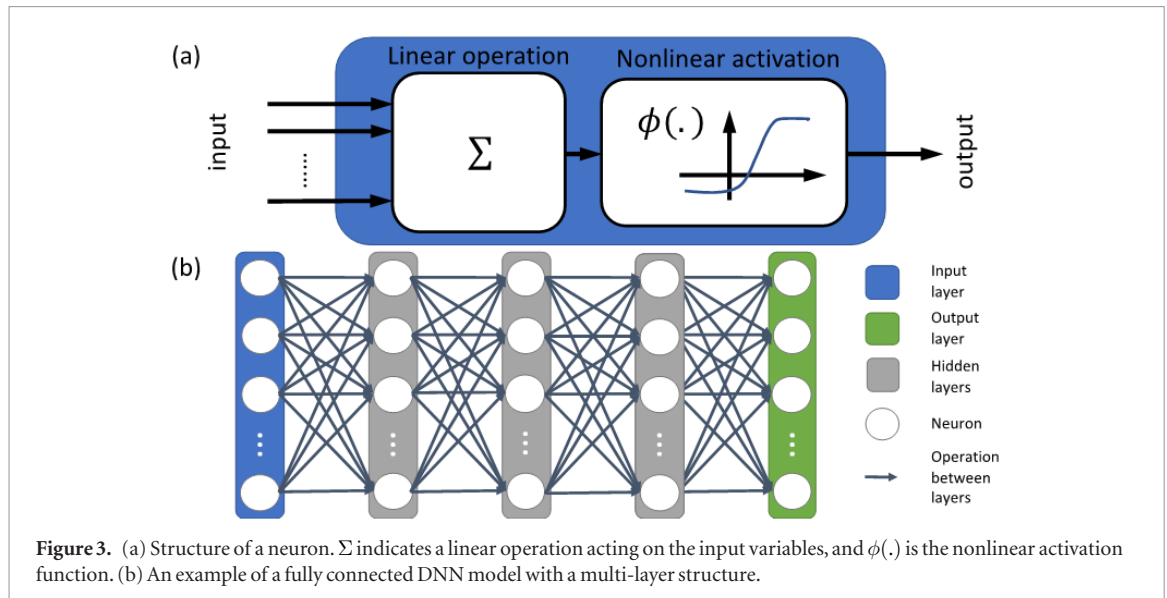 (a)
Linear operation
Nonlinear activation
input
......
Σ
ϕ(.)
output
(b)
...
...
...
...
...
Input
layer
Output
layer
Hidden
layers
Neuron
Operation
between
layers
Figure 3. (a) Structure of a neuron. Σ indicates a linear operation acting on the input variables, and ϕ(.) is the nonlinear activation
function. (b) An example of a fully connected DNN model with a multi-layer structure.